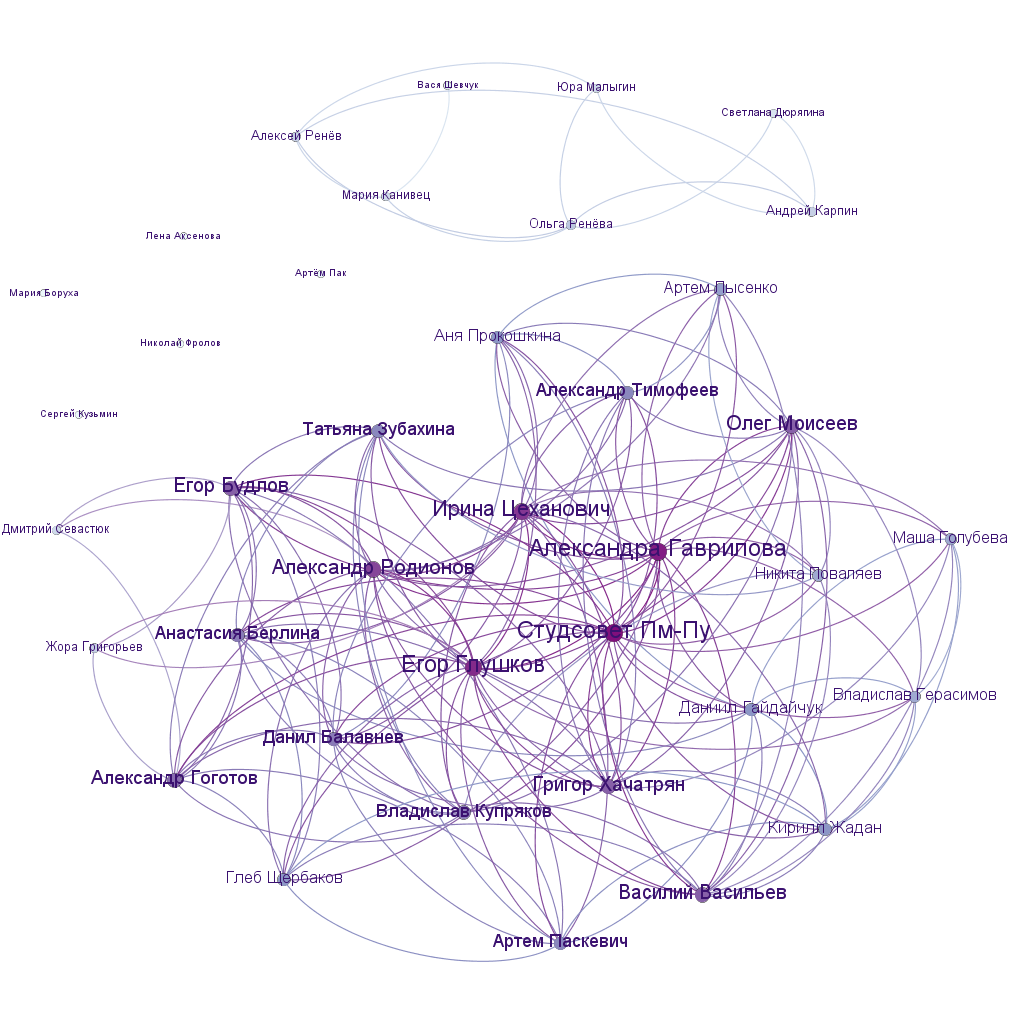 Вася Шевчук
Юра Малыгин
Светлана Дюрягина
Алексей Ренёв
Мария Канивец
Андрей Карпин
Ольга Ренёва
Лена Аксенова
Артём Пак
Мария Боруха
Артем Лысенко
Аня Прокошкина
Николай Фролов
Александр Тимофеев
Сергей Кузьмин
Олег Моисеев
Татьяна Зубахина
Егор Будлов
Ирина Цеханович
Дмитрий Севастюк
Маша Голубева
Александра Гаврилова
Александр Родионов
Никита Поваляев
Студсовет Пм-Пу
Анастасия Берлина
Жора Григорьев
Егор Глушков
Владислав Герасимов
Даниил Гайдайчук
Данил Балавнев
Александр Гоготов
Григор Хачатрян
Владислав Купряков
Кирилл Жадан
Глеб Щербаков
Василий Васильев
Артем Паскевич